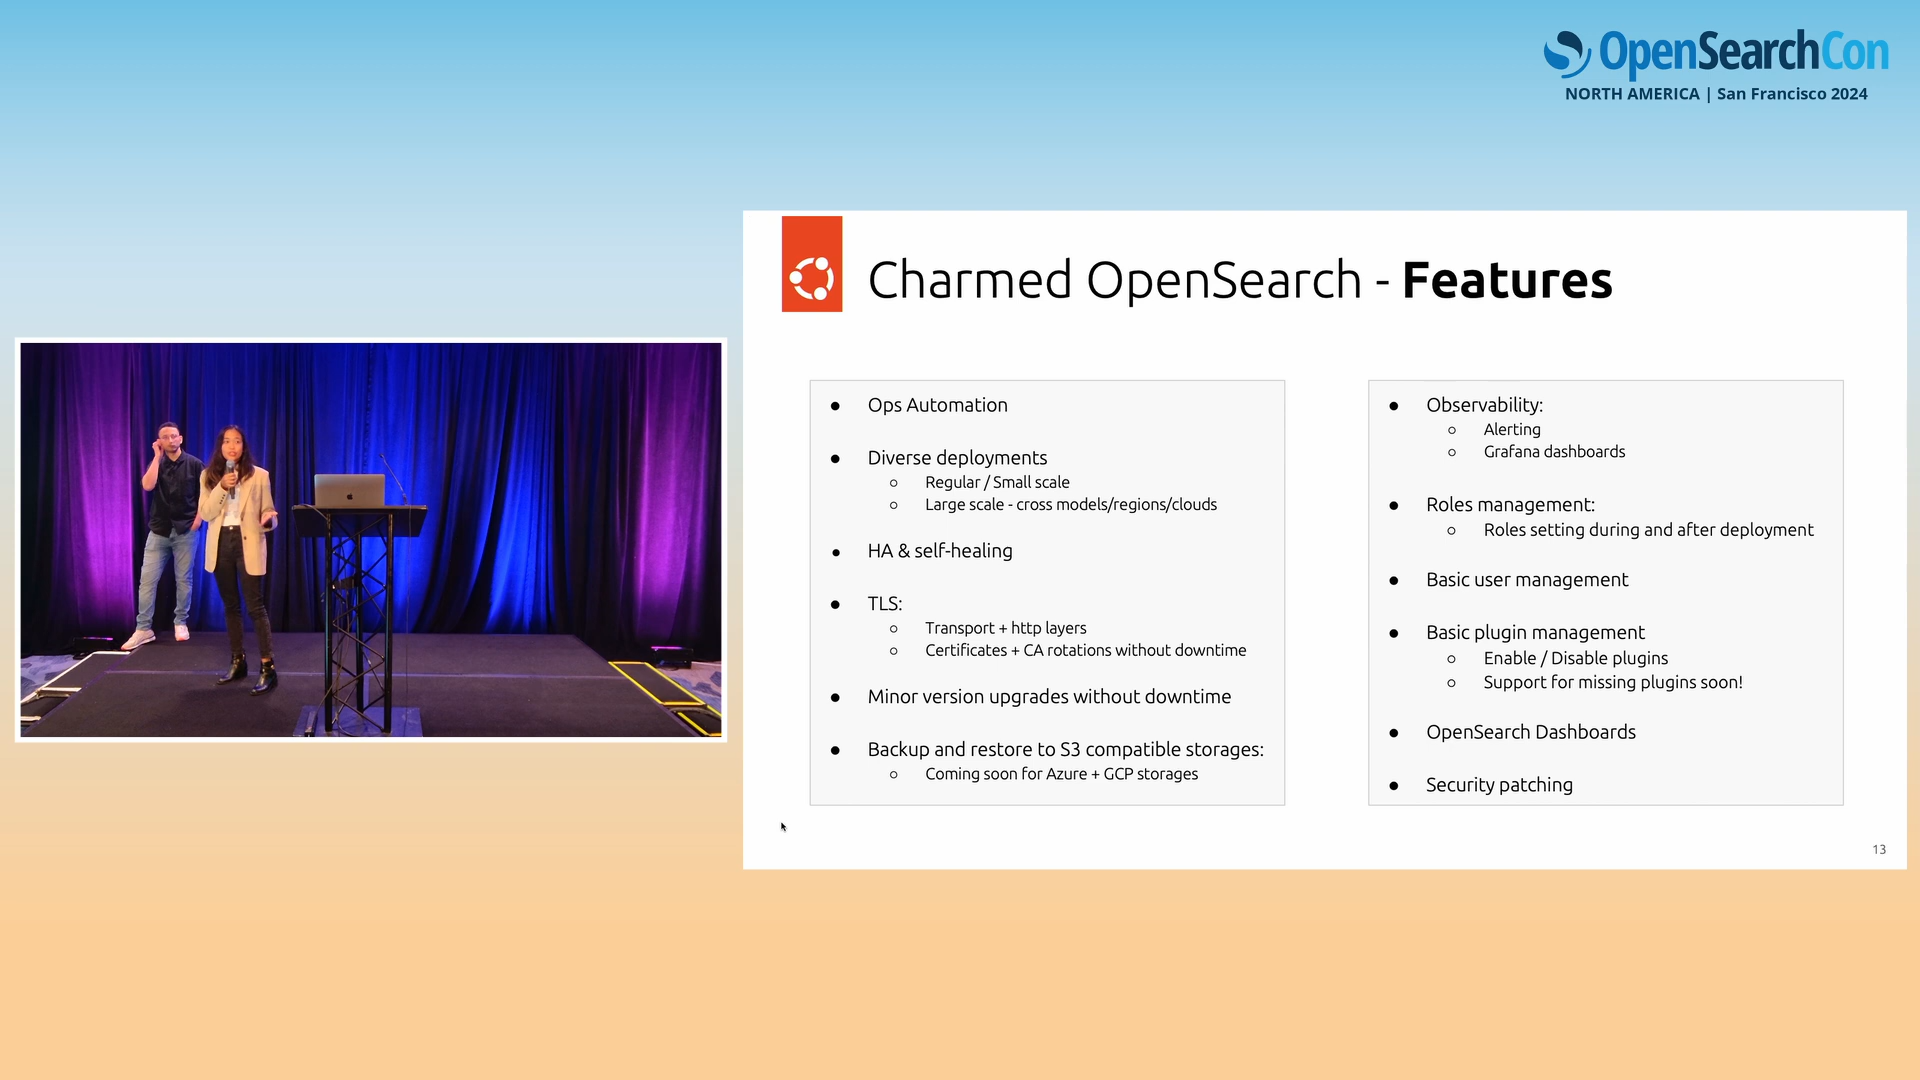 OpenSearchCon
NORTH AMERICA | San Francisco 2024
Charmed OpenSearch - Features
● Ops Automation
● Diverse deployments
○ Regular / Small scale
○ Large scale - cross models/regions/clouds
● HA & self-healing
● TLS:
○ Transport + http layers
○ Certificates + CA rotations without downtime
● Minor version upgrades without downtime
● Backup and restore to S3 compatible storages:
○ Coming soon for Azure + GCP storages
● Observability:
○ Alerting
○ Grafana dashboards
● Roles management:
○ Roles setting during and after deployment
● Basic user management
● Basic plugin management
○ Enable / Disable plugins
○ Support for missing plugins soon!
● OpenSearch Dashboards
● Security patching
13